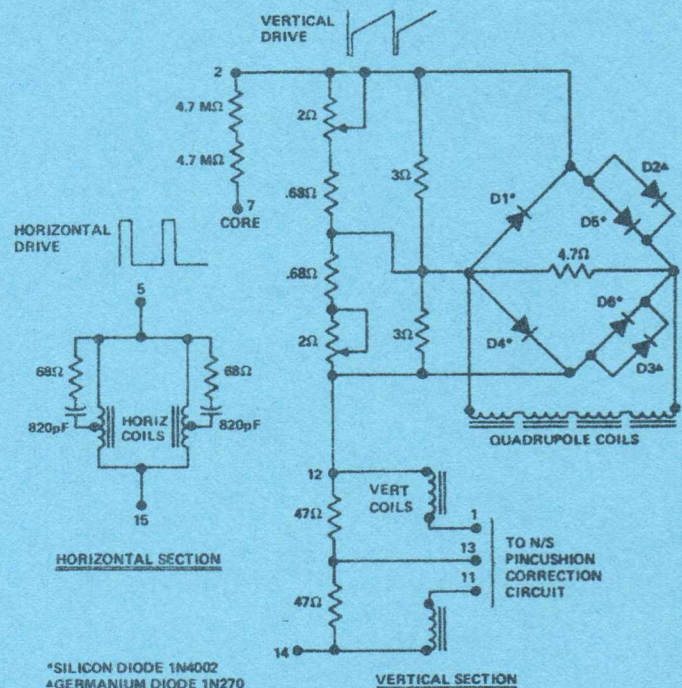 VERTICAL
DRIVE
2
4.7 MΩ
4.7 MΩ
7
CORE
2Ω
.68Ω
.68Ω
2Ω
3Ω
3Ω
D1*
D2▲
D5*
4.7Ω
D4*
D6*
D3▲
QUADRUPOLE COILS
HORIZONTAL
DRIVE
5
68Ω
68Ω
820pF
HORIZ
COILS
820pF
15
HORIZONTAL SECTION
12
VERT
COILS
47Ω
47Ω
1
13
11
TO N/S
PINCUSHION
CORRECTION
CIRCUIT
14
*SILICON DIODE 1N4002
▲GERMANIUM DIODE 1N270
VERTICAL SECTION